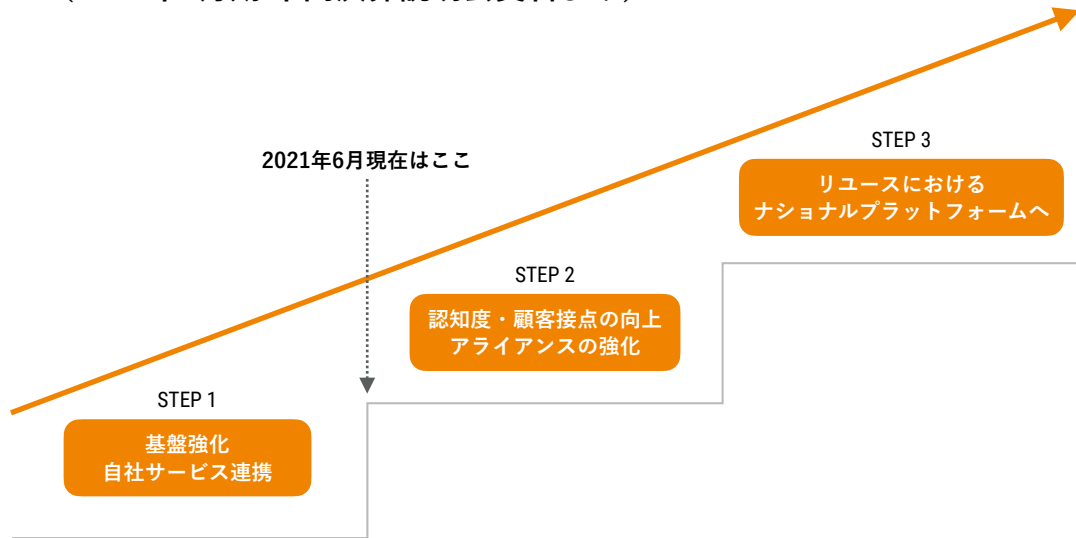 STEP 3
2021年6月現在はここ
リユースにおける
ナショナルプラットフォームへ
STEP 2
認知度・顧客接点の向上
アライアンスの強化
STEP 1
基盤強化
自社サービス連携